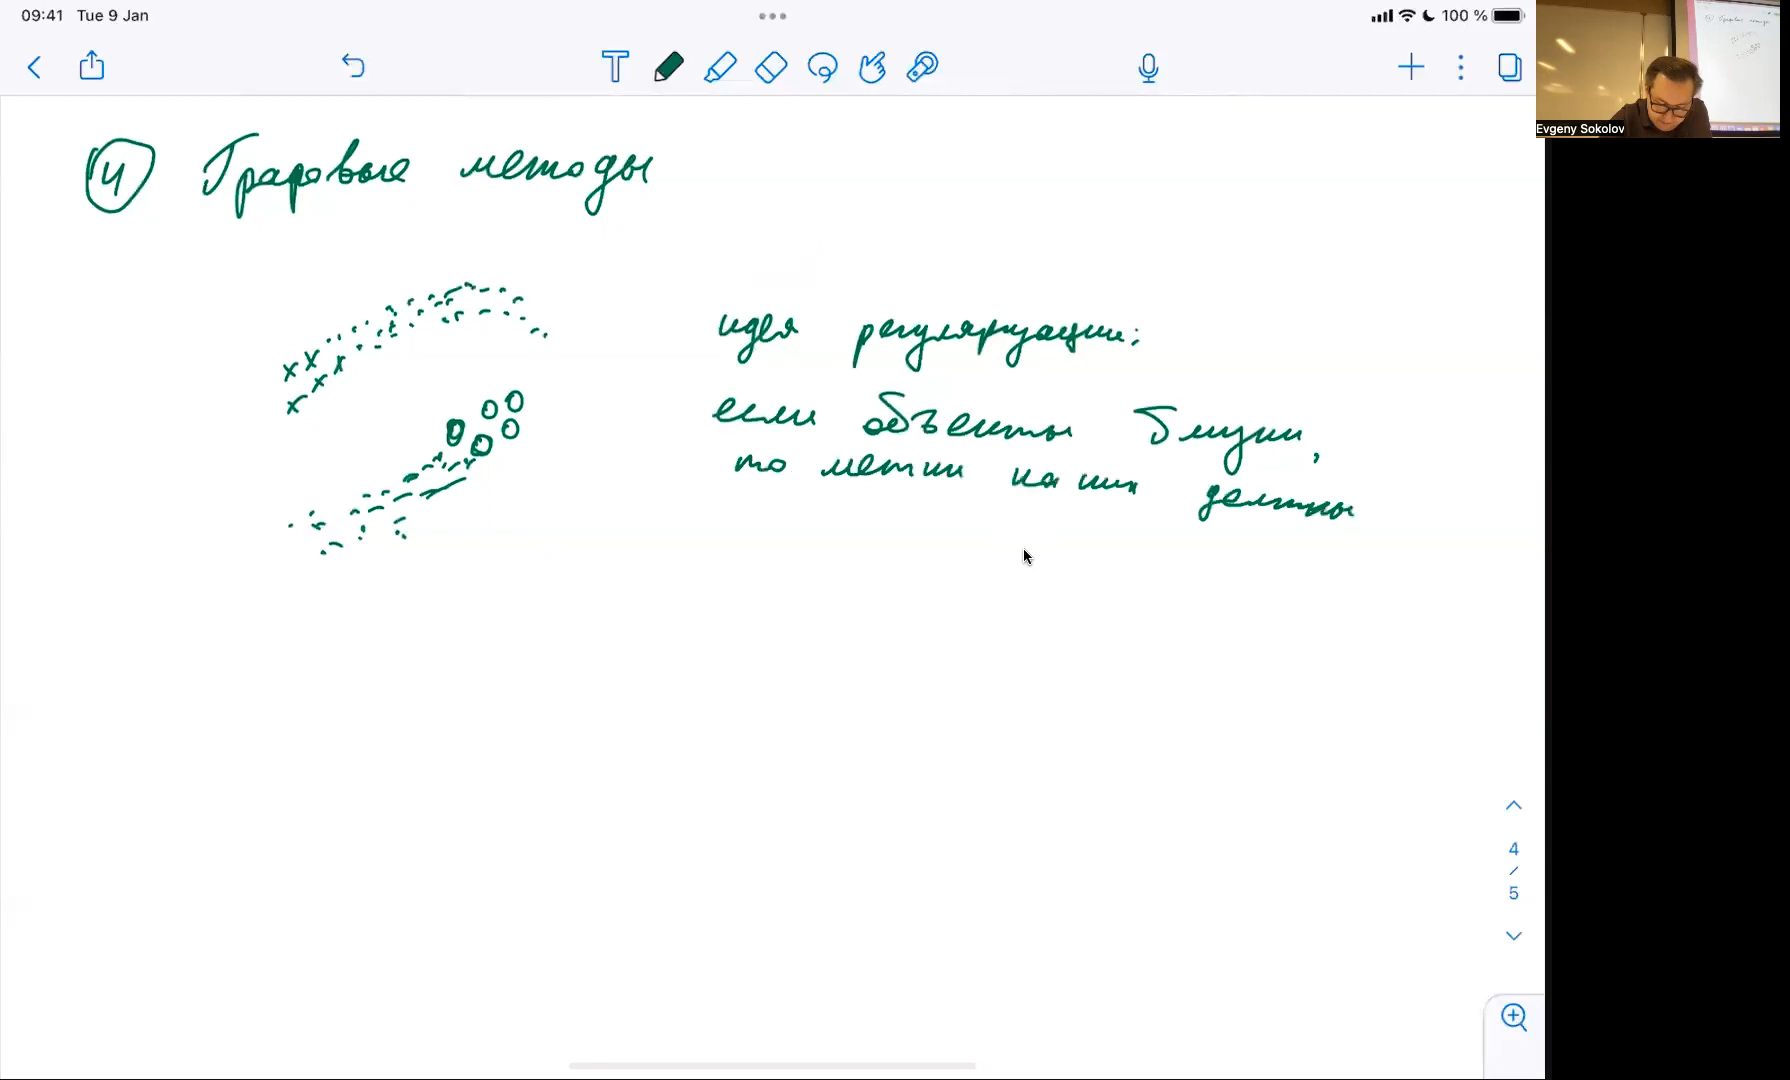 09:41 Tue 9 Jan
100 %
Evgeny Sokolov
4 Графовые методы
идея регуляризации:
если объекты близки,
то метки на них должны
4
/
5